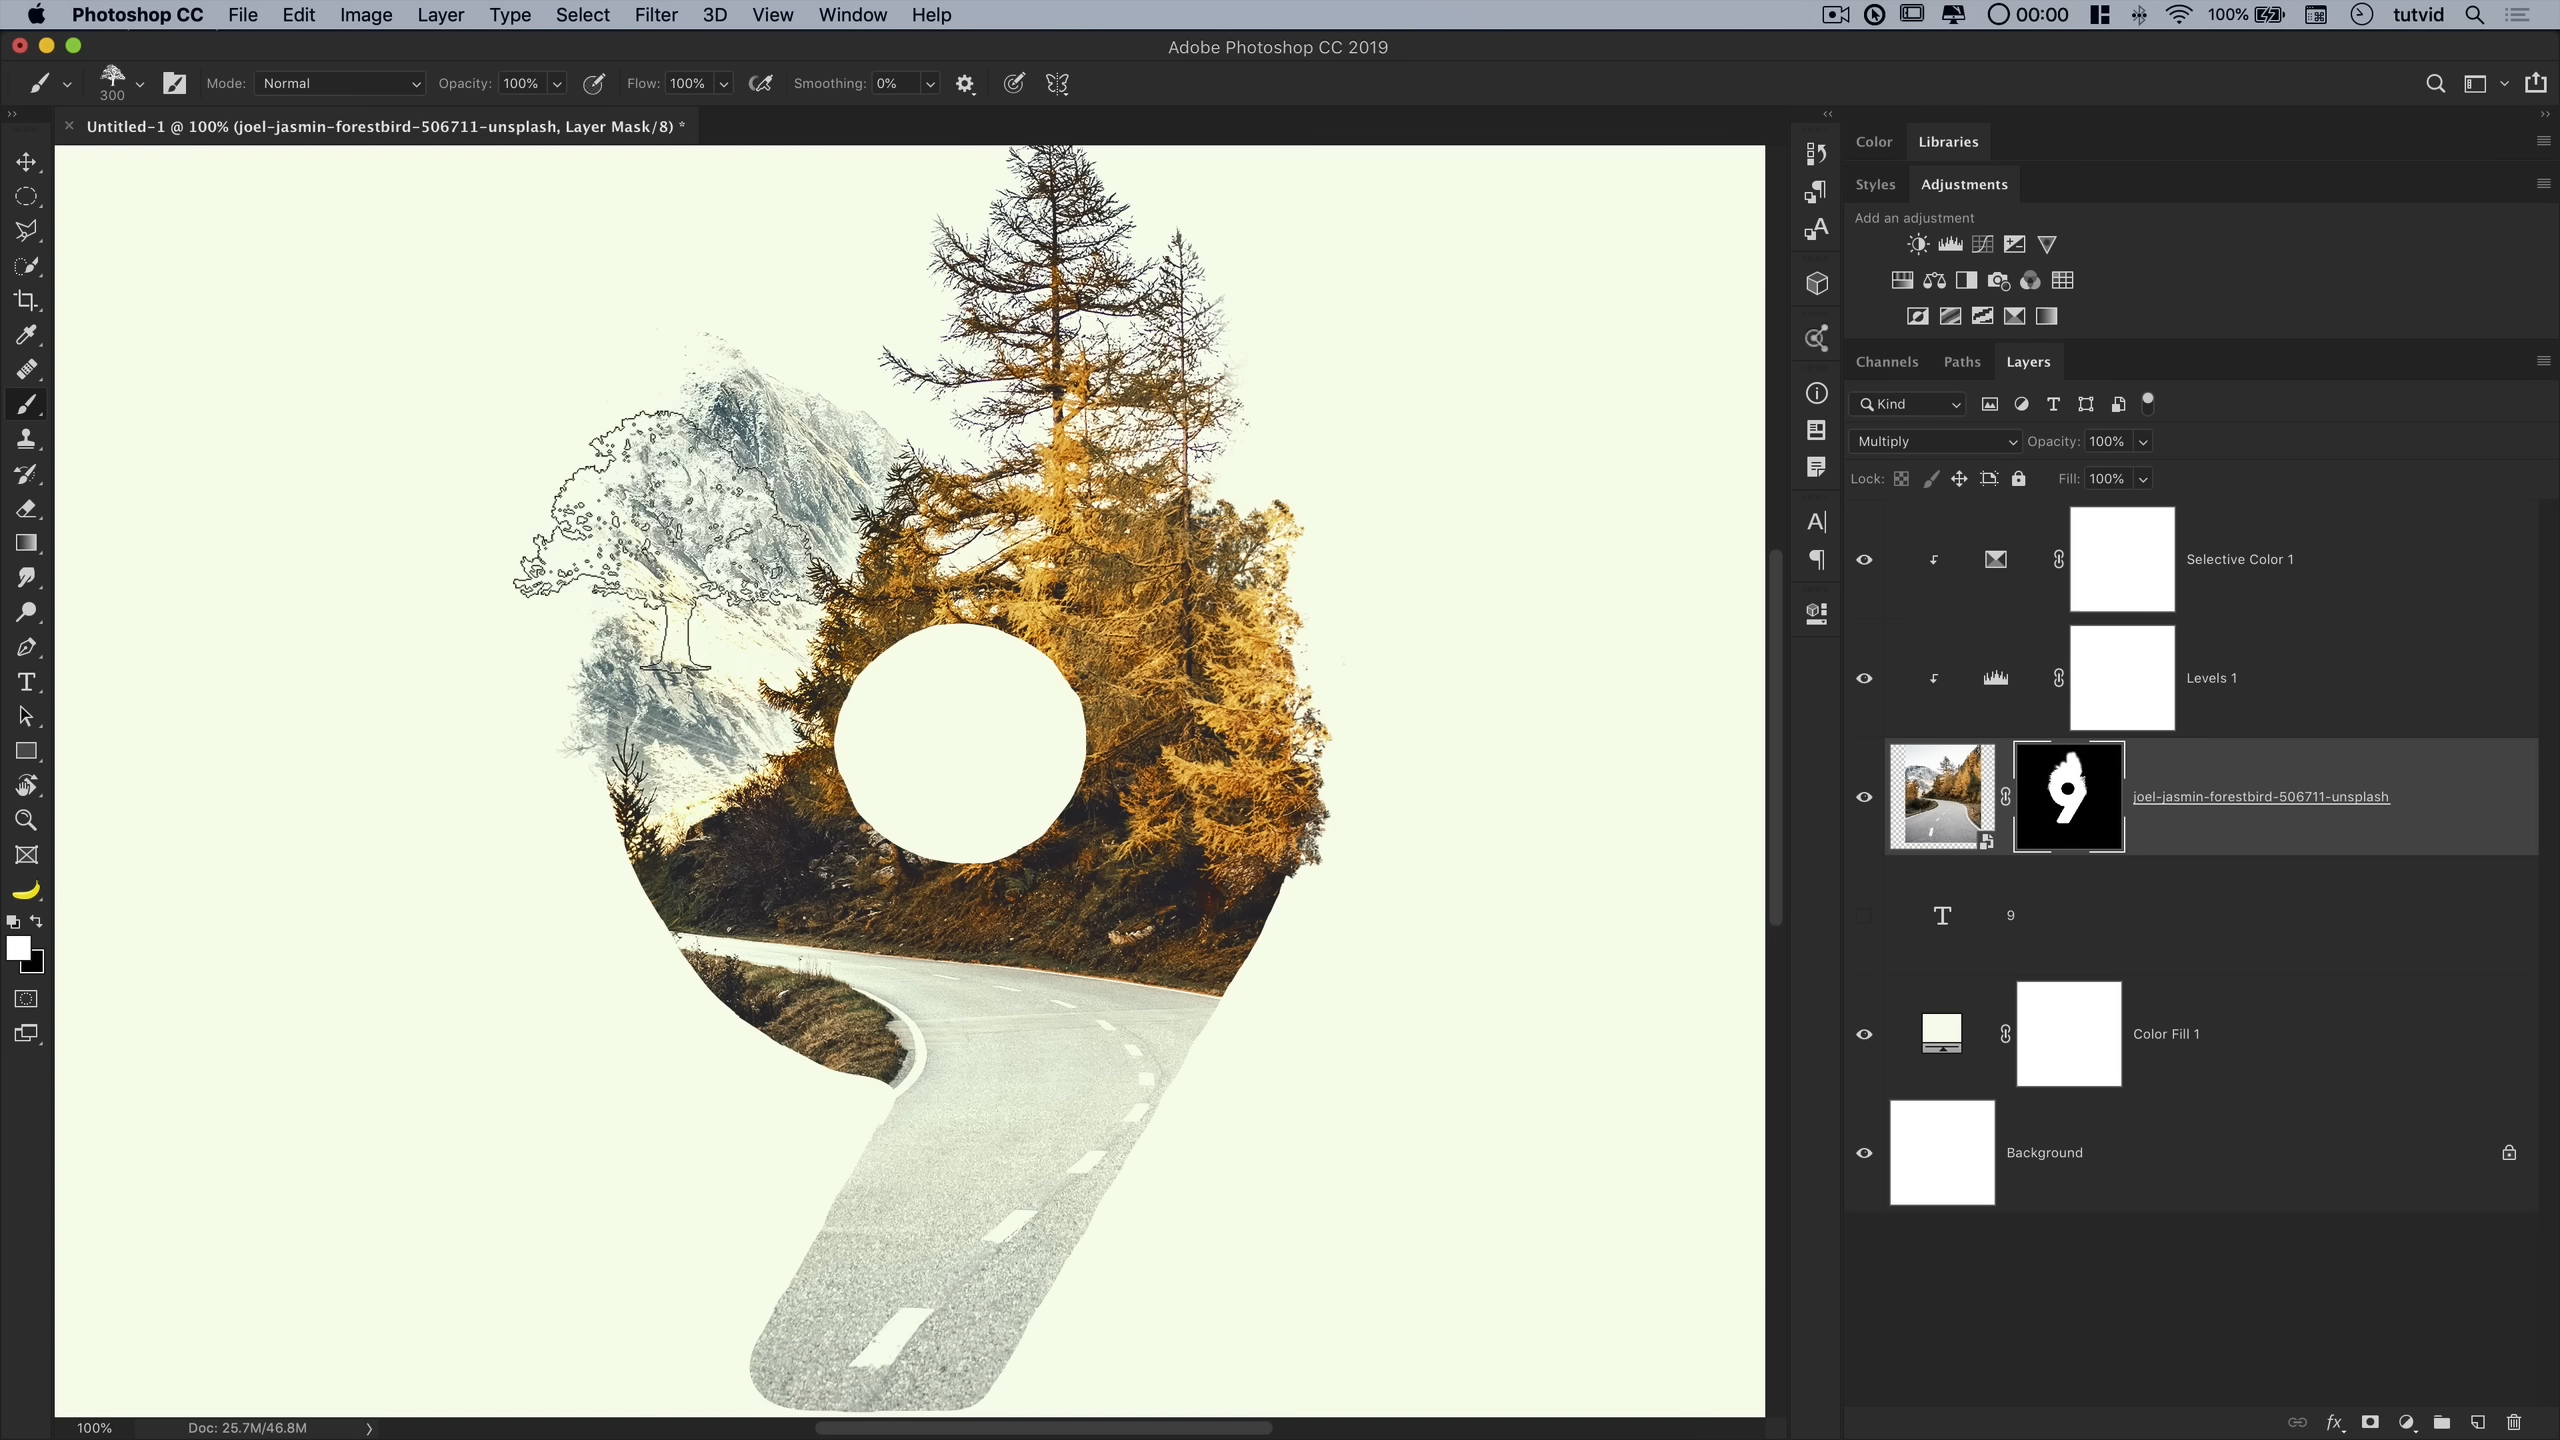 Photoshop CC File Edit Image Layer Type Select Filter 3D View Window Help 00:00 100% tutvid
Adobe Photoshop CC 2019
300 Mode: Normal Opacity: 100% Flow: 100% Smoothing: 0%
Untitled-1 @ 100% (joel-jasmin-forestbird-506711-unsplash, Layer Mask/8) *
Color Libraries
Styles Adjustments
Add an adjustment
Channels Paths Layers
Kind
Multiply Opacity: 100%
Lock: Fill: 100%
Selective Color 1
Levels 1
joel-jasmin-forestbird-506711-unsplash
9
Color Fill 1
Background
100% Doc: 25.7M/46.8M